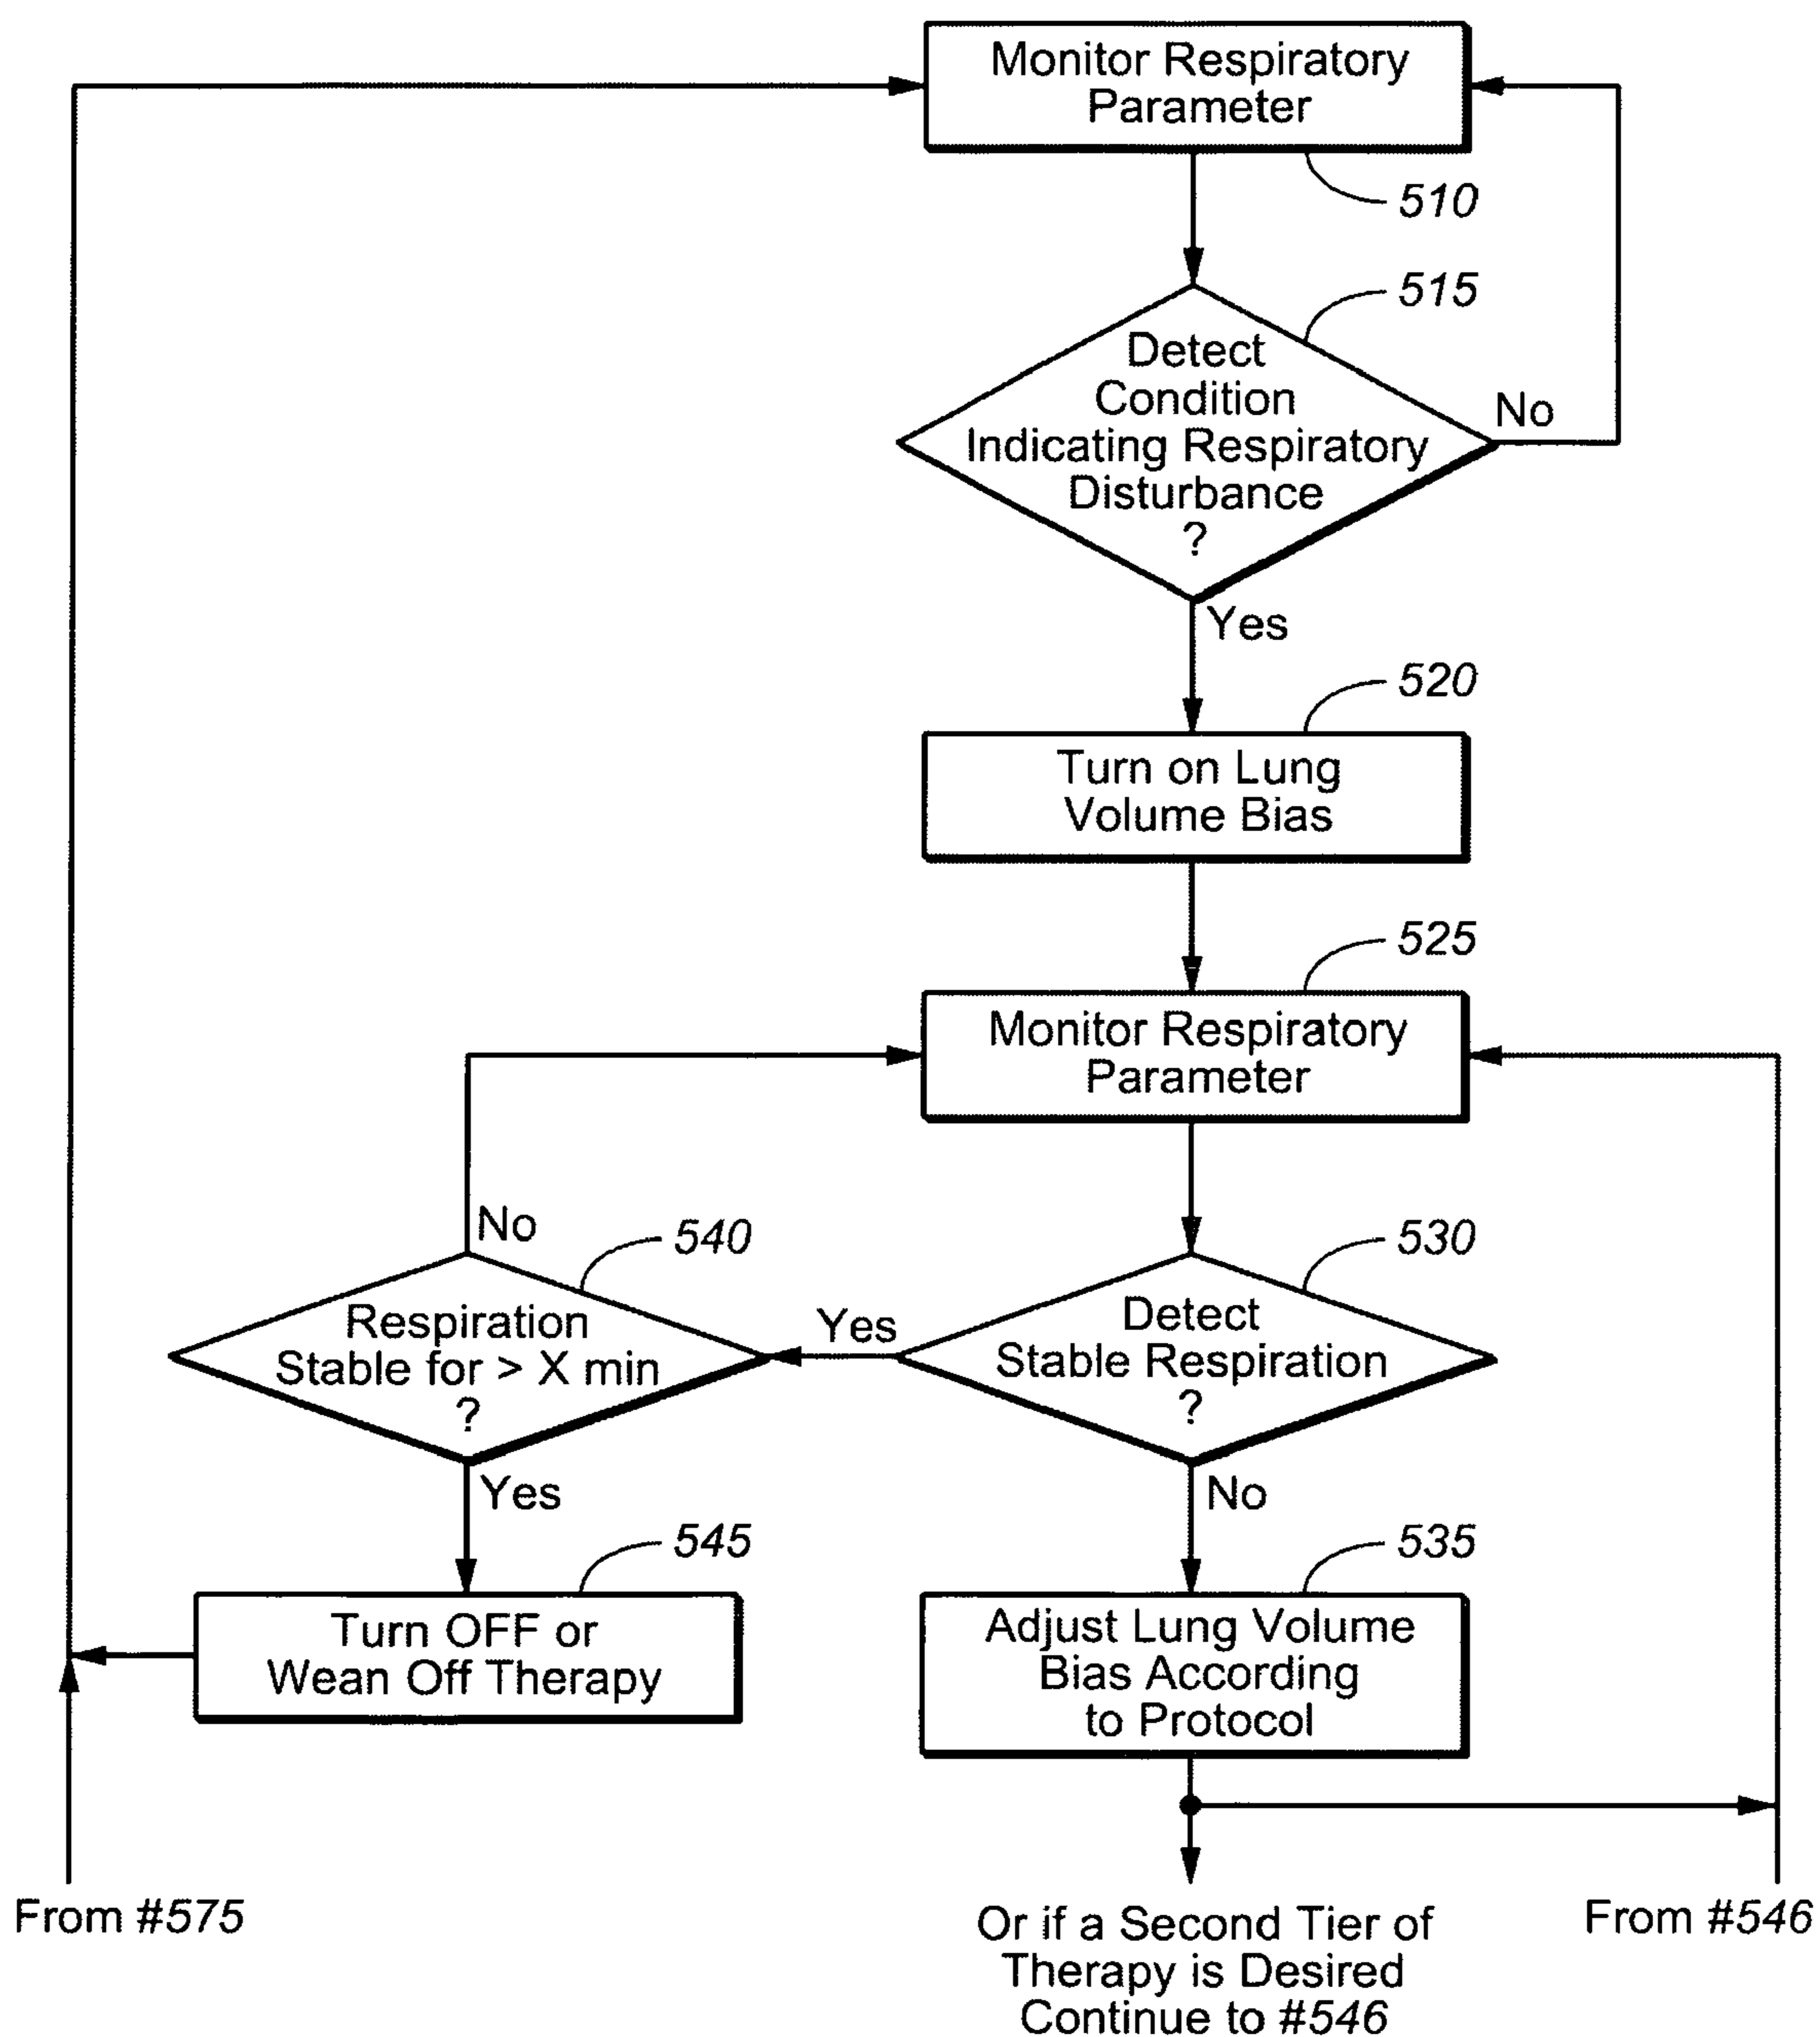 Monitor Respiratory
Parameter
510
515
Detect
Condition
Indicating Respiratory
Disturbance
?
No
Yes
520
Turn on Lung
Volume Bias
525
Monitor Respiratory
Parameter
No
540
530
Respiration
Stable for > X min
?
Yes
Detect
Stable Respiration
?
Yes
No
545
535
Turn OFF or
Wean Off Therapy
Adjust Lung Volume
Bias According
to Protocol
From #575
Or if a Second Tier of
Therapy is Desired
Continue to #546
From #546